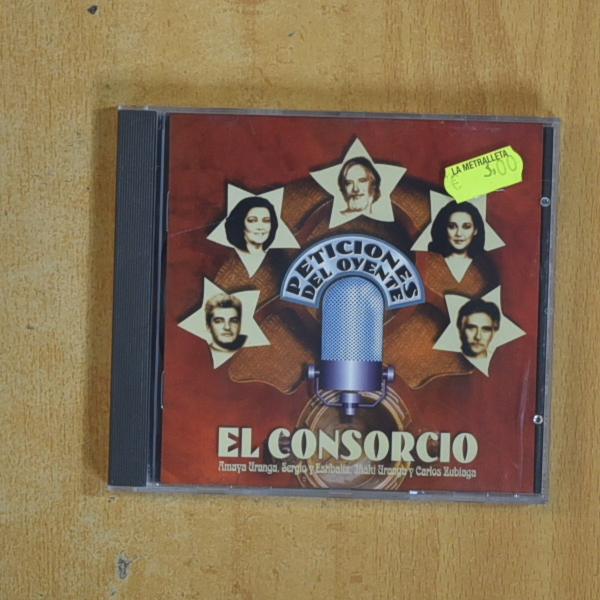 LA METRALLETA
€ 3,00
PETICIONES
DEL OYENTE
EL CONSORCIO
Amaya Uranga, Sergio y Estíbaliz, Iñaki Uranga y Carlos Zubiaga